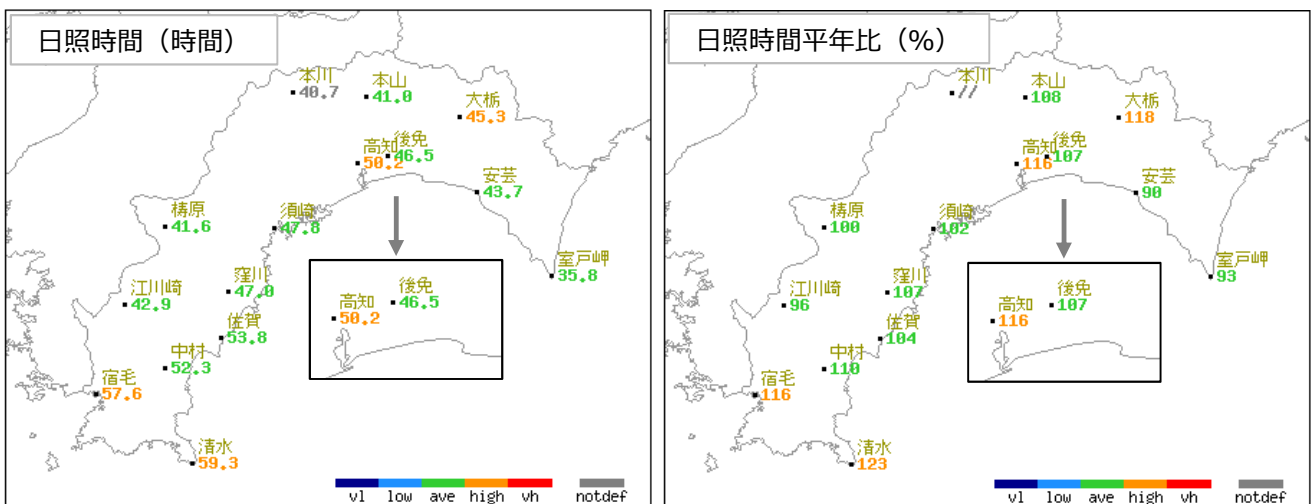 日照時間（時間）
本川
40.7
本山
41.0
大栃
45.3
高知
50.2
後免
46.5
安芸
43.7
梼原
41.6
須崎
47.8
室戸岬
35.8
江川崎
42.9
窪川
47.0
佐賀
53.8
中村
52.3
宿毛
57.6
清水
59.3
後免
46.5
高知
50.2
vl low ave high vh notdef
日照時間平年比（%）
本川
//
本山
108
大栃
118
高知
116
後免
107
安芸
90
梼原
100
須崎
102
室戸岬
93
江川崎
96
窪川
107
佐賀
104
中村
110
宿毛
116
清水
123
後免
107
高知
116
vl low ave high vh notdef